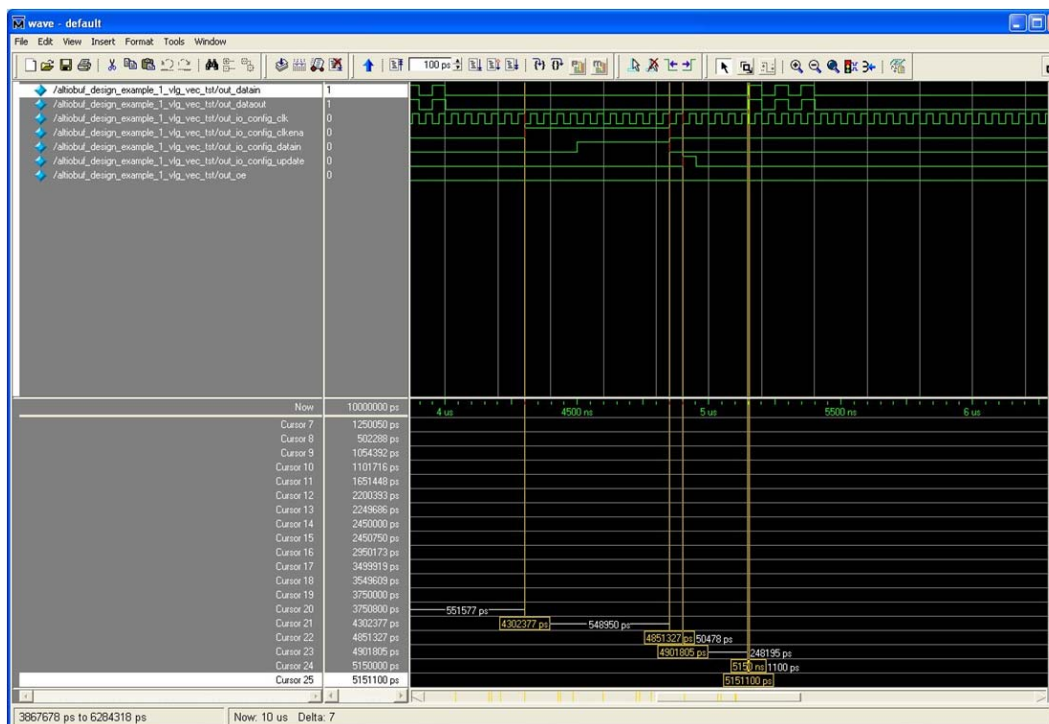 wave - default
File Edit View Insert Format Tools Window
100 ps
/altiobuf_design_example_1_vlg_vec_tst/out_datain 1
/altiobuf_design_example_1_vlg_vec_tst/out_dataout 1
/altiobuf_design_example_1_vlg_vec_tst/out_io_config_clk 0
/altiobuf_design_example_1_vlg_vec_tst/out_io_config_clkena 0
/altiobuf_design_example_1_vlg_vec_tst/out_io_config_datain 0
/altiobuf_design_example_1_vlg_vec_tst/out_io_config_update 0
/altiobuf_design_example_1_vlg_vec_tst/out_oe 0
Now 10000000 ps 4 us 4500 ns 5 us 5500 ns 6 us
Cursor 7 1250050 ps
Cursor 8 502288 ps
Cursor 9 1054392 ps
Cursor 10 1101716 ps
Cursor 11 1651448 ps
Cursor 12 2200393 ps
Cursor 13 2249686 ps
Cursor 14 2450000 ps
Cursor 15 2450750 ps
Cursor 16 2950173 ps
Cursor 17 3499919 ps
Cursor 18 3549609 ps
Cursor 19 3750000 ps
Cursor 20 3750800 ps 551577 ps
Cursor 21 4302377 ps 4302377 ps 548950 ps
Cursor 22 4851327 ps 4851327 ps 50478 ps
Cursor 23 4901805 ps 4901805 ps 248195 ps
Cursor 24 5150000 ps 5150 ns 1100 ps
Cursor 25 5151100 ps 5151100 ps
3867678 ps to 6284318 ps Now: 10 us Delta: 7